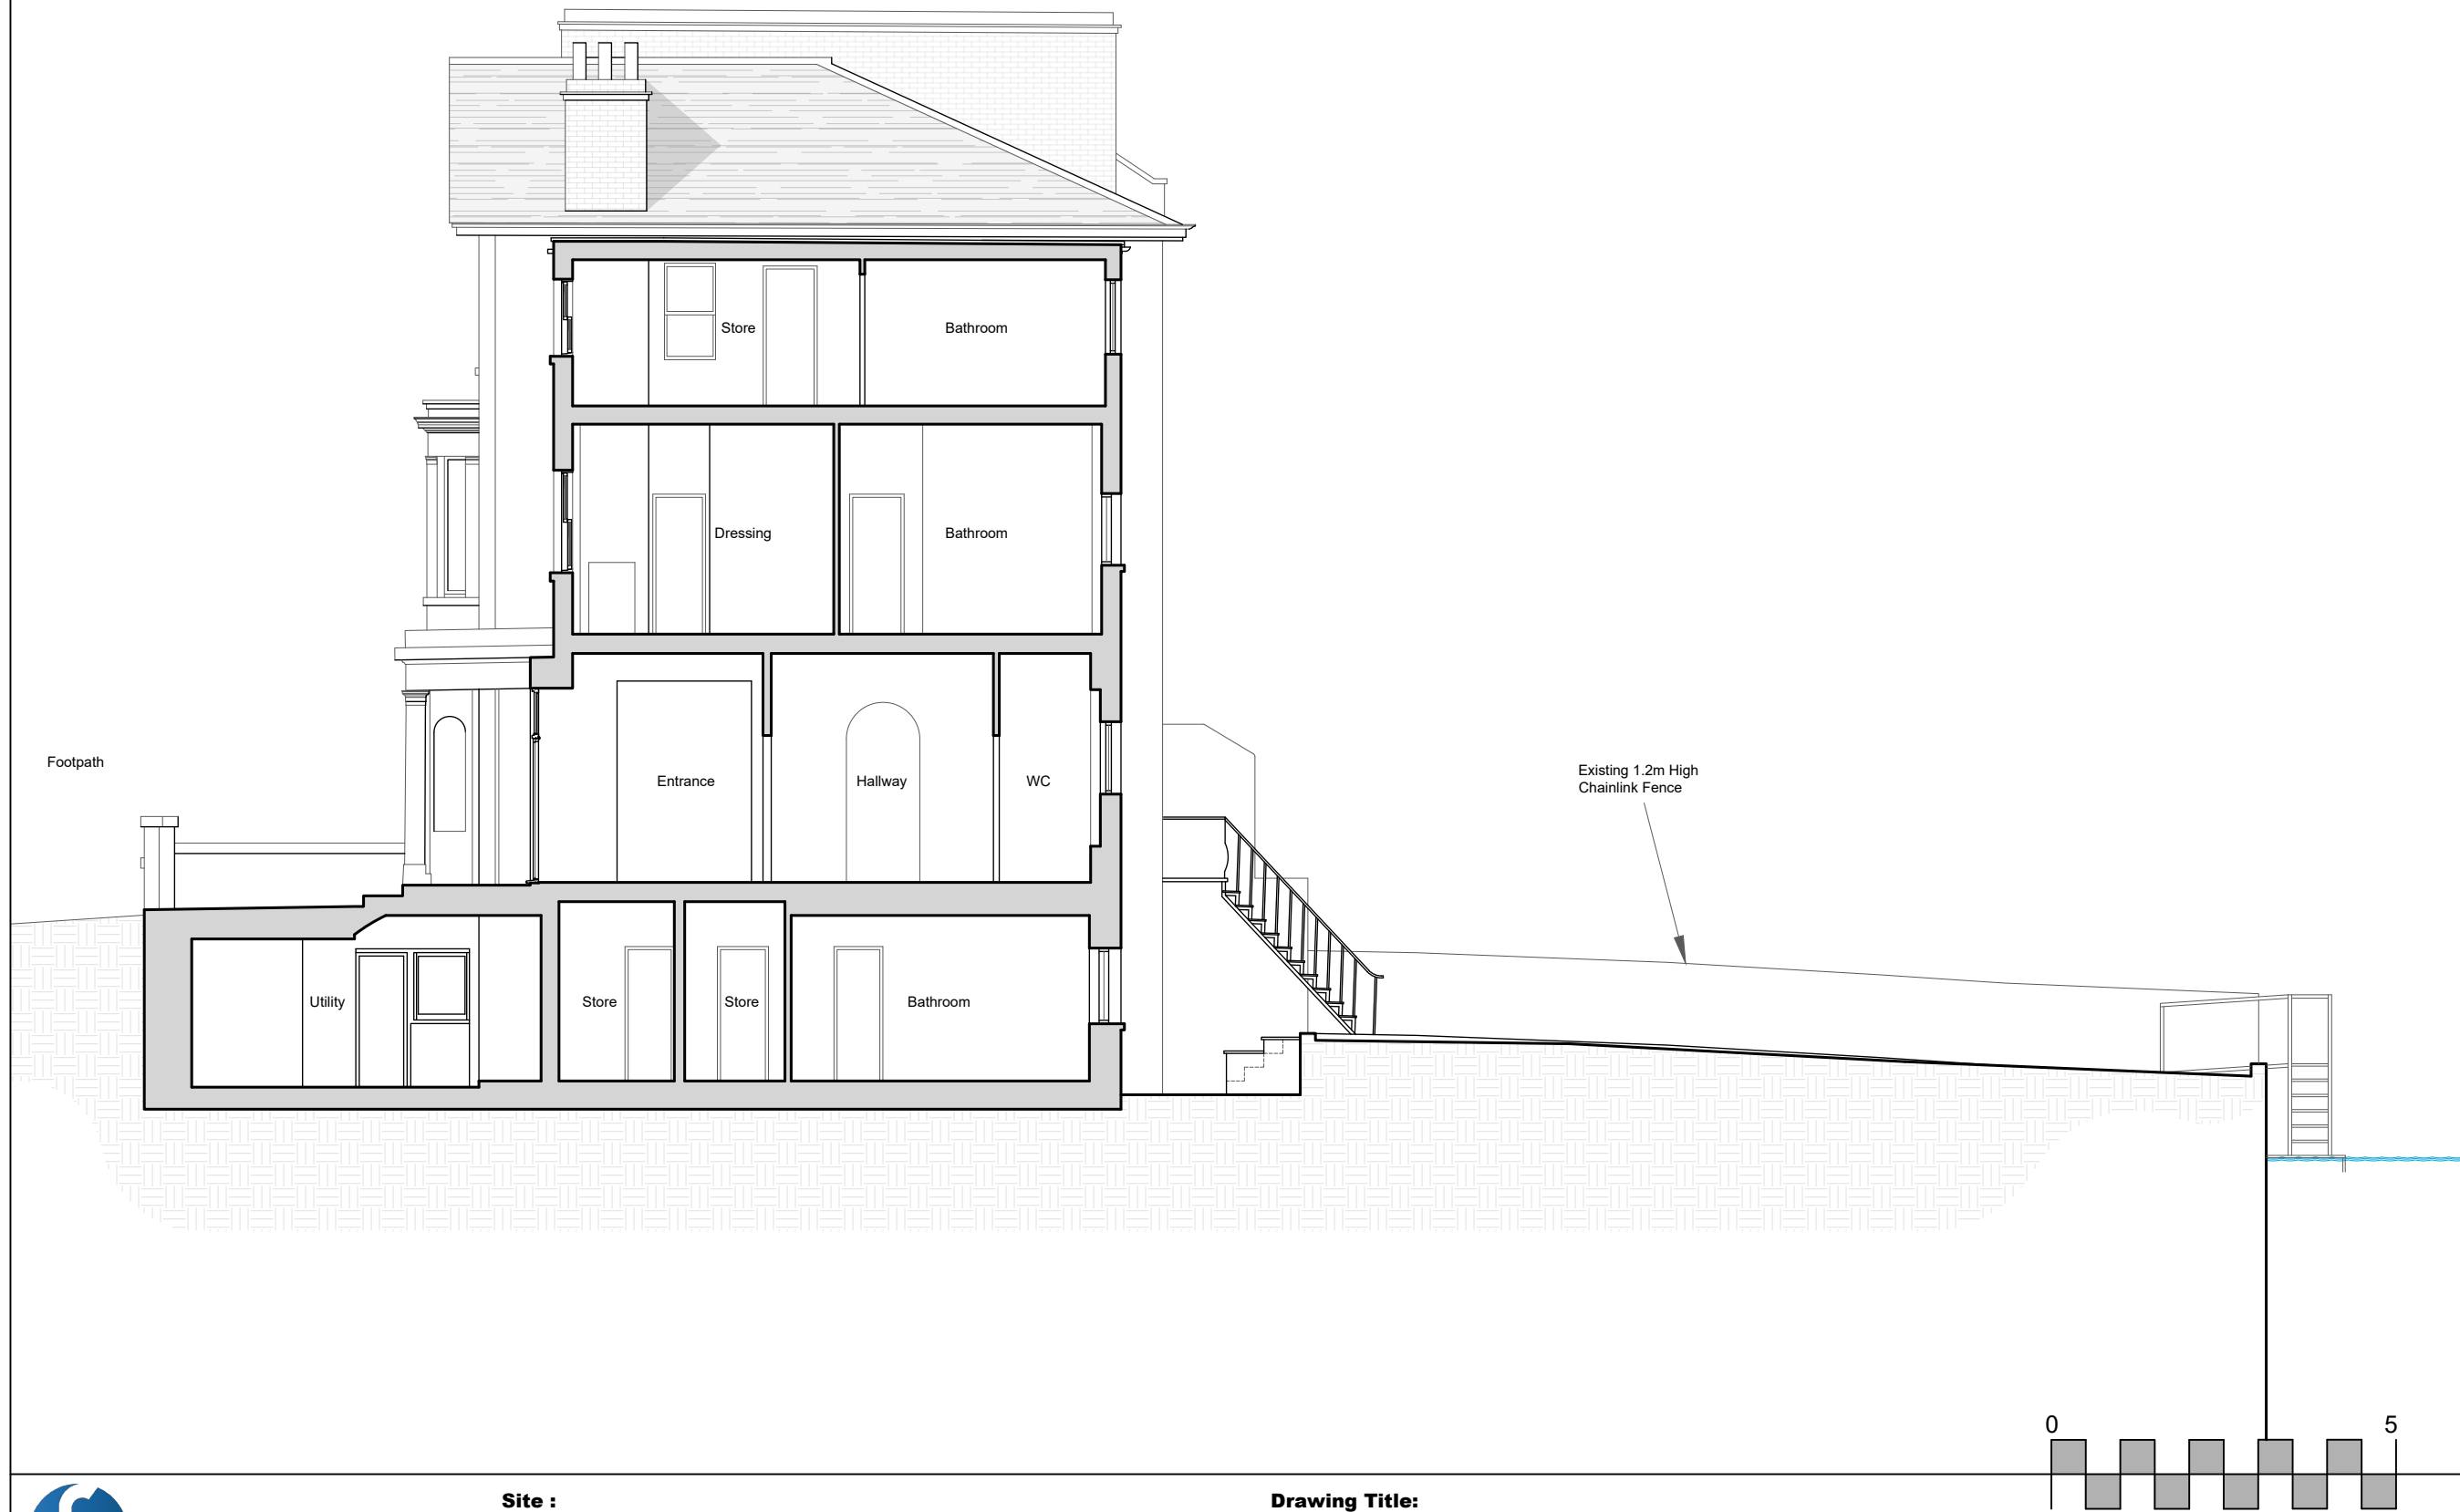 Store
Bathroom
Dressing
Bathroom
Footpath
Entrance
Hallway
WC
Existing 1.2m High
Chainlink Fence
Utility
Store
Store
Bathroom
0
5
Site :
Drawing Title: